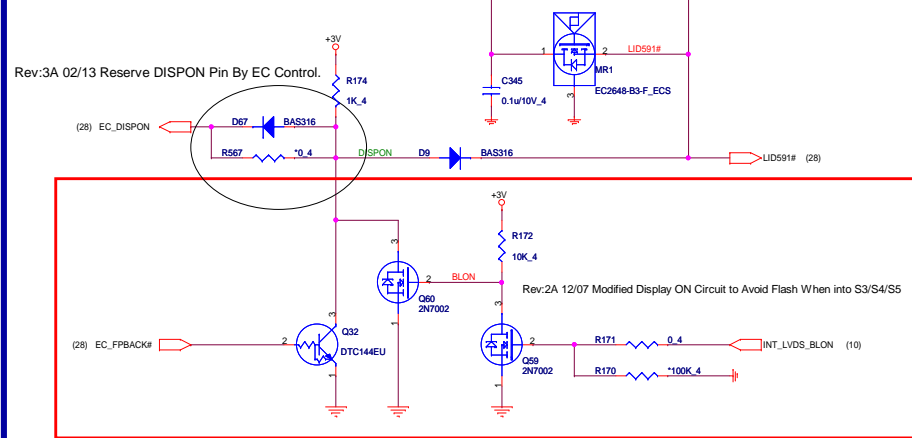 +3V
1
2
LID591#
MR1
EC2648-B3-F_ECS
3
Rev:3A 02/13 Reserve DISPON Pin By EC Control.
R174
1K_4
C345
0.1u/10V_4
(28) EC_DISPON
D67
BAS316
R567
*0_4
DISPON
D9
BAS316
LID591# (28)
+3V
R172
10K_4
3
2
BLON
Q60
2N7002
1
Rev:2A 12/07 Modified Display ON Circuit to Avoid Flash When into S3/S4/S5
3
(28) EC_FPBACK#
2
Q32
DTC144EU
1
3
2
Q59
2N7002
1
R171
0_4
INT_LVDS_BLON (10)
R170
*100K_4